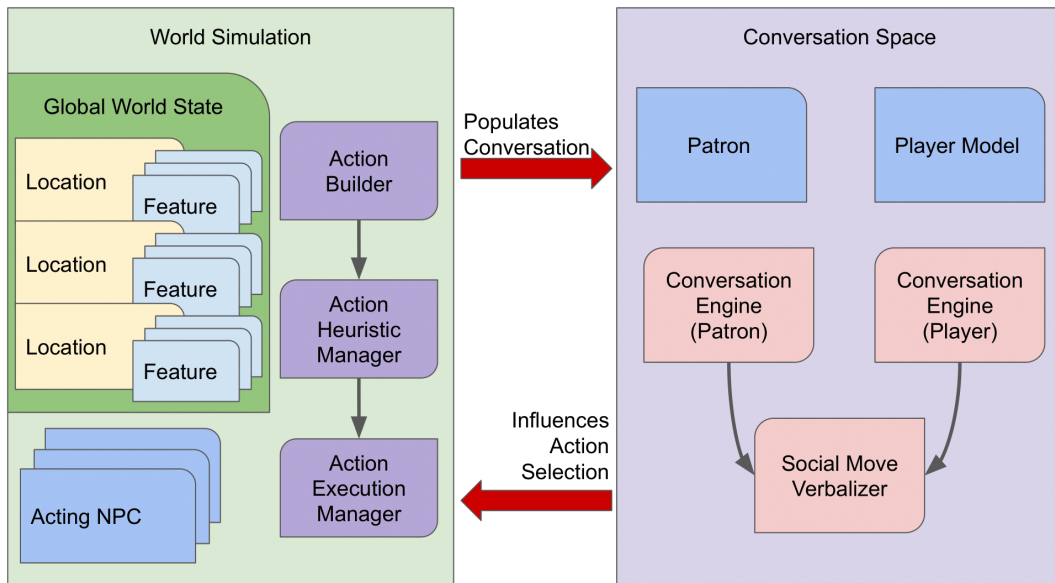 World Simulation
Global World State
Location
Feature
Location
Feature
Location
Feature
Acting NPC
Action
Builder
Action
Heuristic
Manager
Action
Execution
Manager
Populates
Conversation
Influences
Action
Selection
Conversation Space
Patron
Player Model
Conversation
Engine
(Patron)
Conversation
Engine
(Player)
Social Move
Verbalizer